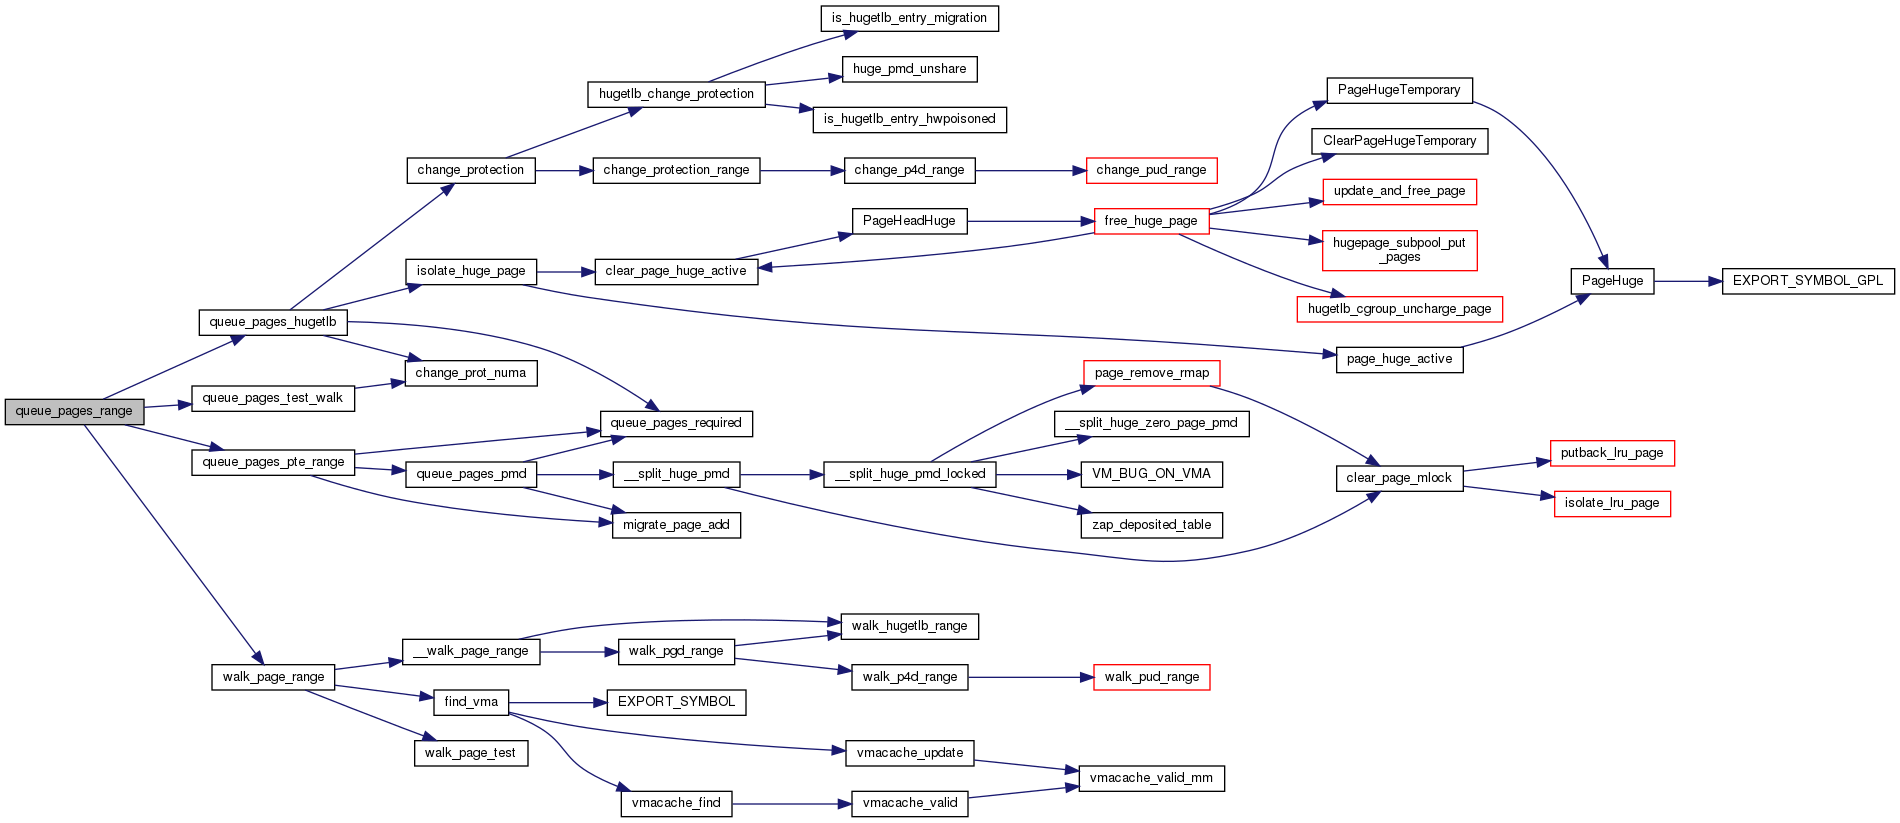 is_hugetlb_entry_migration
huge_pmd_unshare
hugetlb_change_protection
is_hugetlb_entry_hwpoisoned
PageHugeTemporary
ClearPageHugeTemporary
change_protection
change_protection_range
change_p4d_range
change_pud_range
update_and_free_page
PageHeadHuge
free_huge_page
hugepage_subpool_put
_pages
isolate_huge_page
clear_page_huge_active
PageHuge
EXPORT_SYMBOL_GPL
hugetlb_cgroup_uncharge_page
queue_pages_hugetlb
page_huge_active
change_prot_numa
page_remove_rmap
queue_pages_test_walk
queue_pages_range
queue_pages_required
__split_huge_zero_page_pmd
putback_lru_page
queue_pages_pte_range
queue_pages_pmd
__split_huge_pmd
__split_huge_pmd_locked
VM_BUG_ON_VMA
clear_page_mlock
isolate_lru_page
migrate_page_add
zap_deposited_table
walk_hugetlb_range
__walk_page_range
walk_pgd_range
walk_page_range
walk_p4d_range
walk_pud_range
find_vma
EXPORT_SYMBOL
walk_page_test
vmacache_update
vmacache_valid_mm
vmacache_find
vmacache_valid